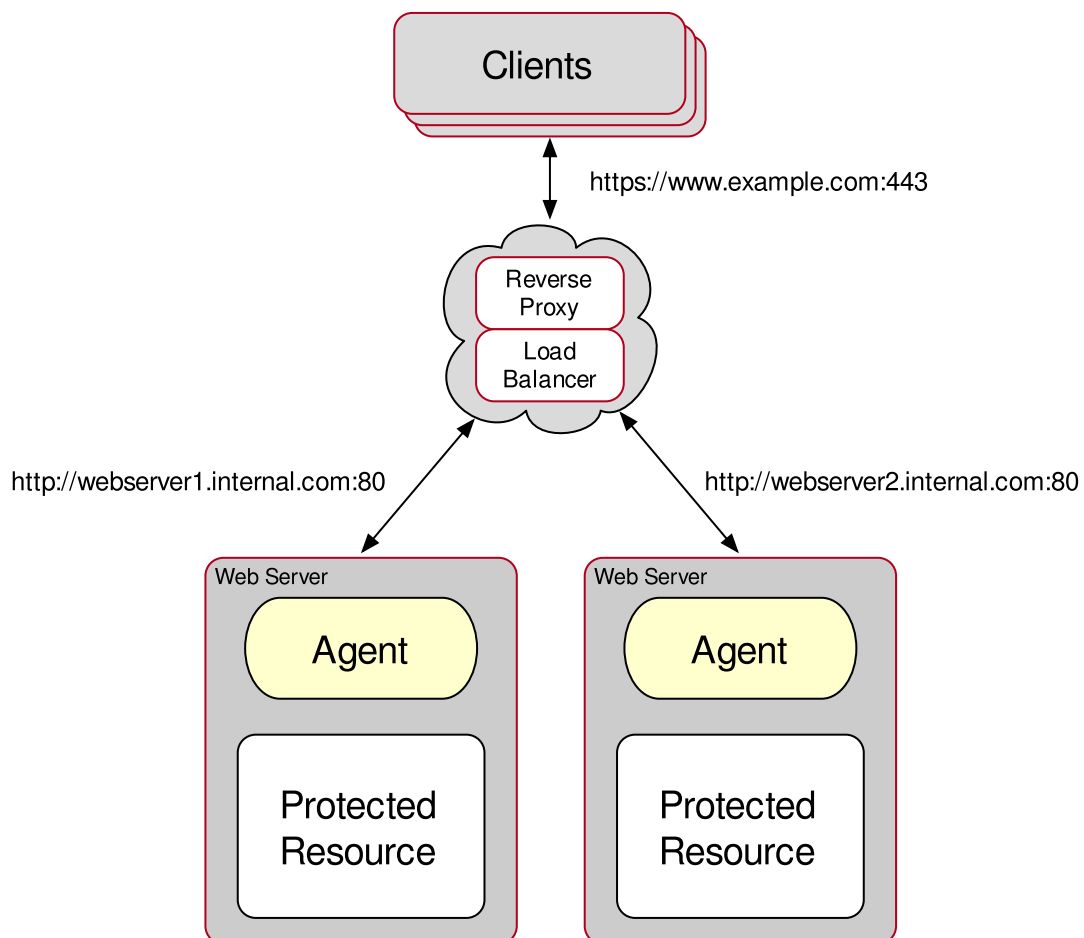 Clients
https://www.example.com:443
Reverse
Proxy
Load
Balancer
http://webserver1.internal.com:80
http://webserver2.internal.com:80
Web Server
Agent
Protected
Resource
Web Server
Agent
Protected
Resource